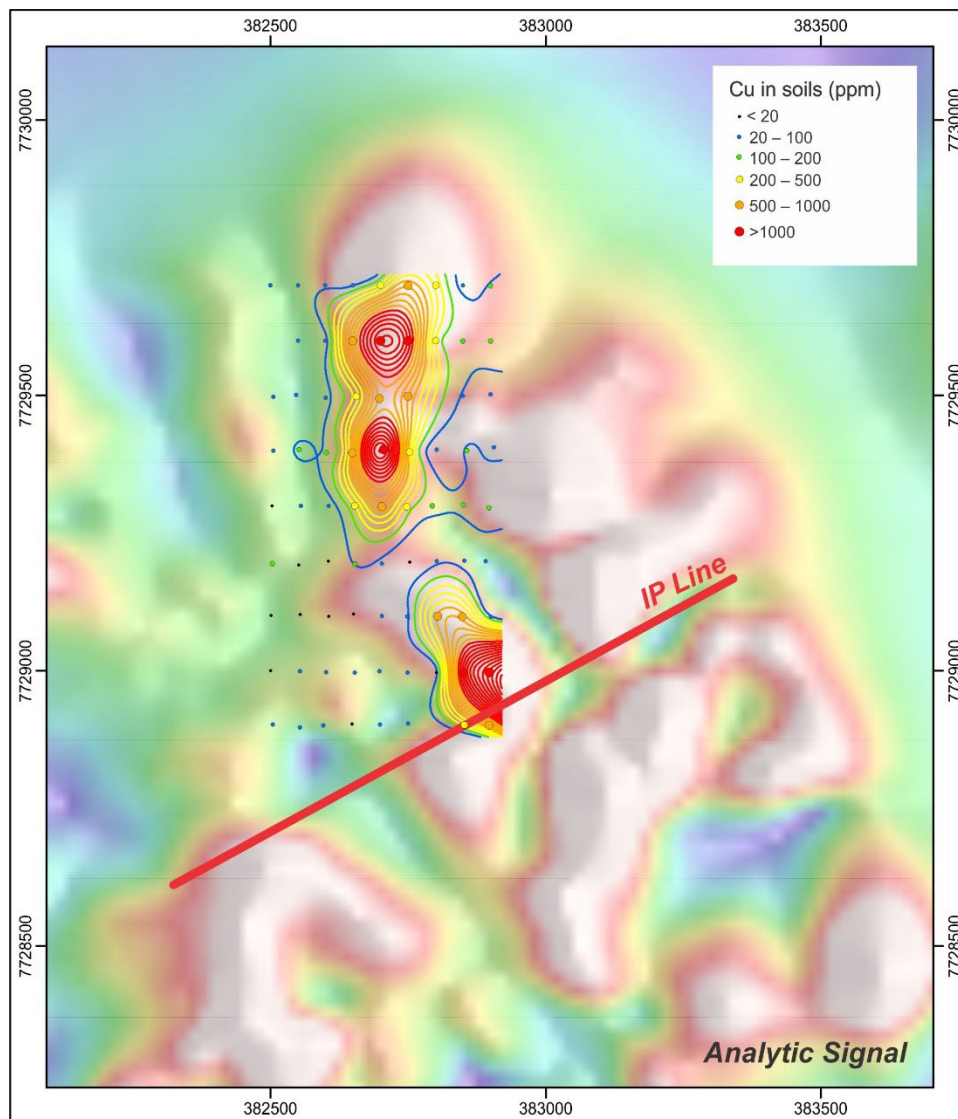 382500 383000 383500
Cu in soils (ppm)
< 20
20 – 100
100 – 200
200 – 500
500 – 1000
>1000
7730000 7730000
7729500 7729500
IP Line
7729000 7729000
7728500 7728500
Analytic Signal
382500 383000 383500